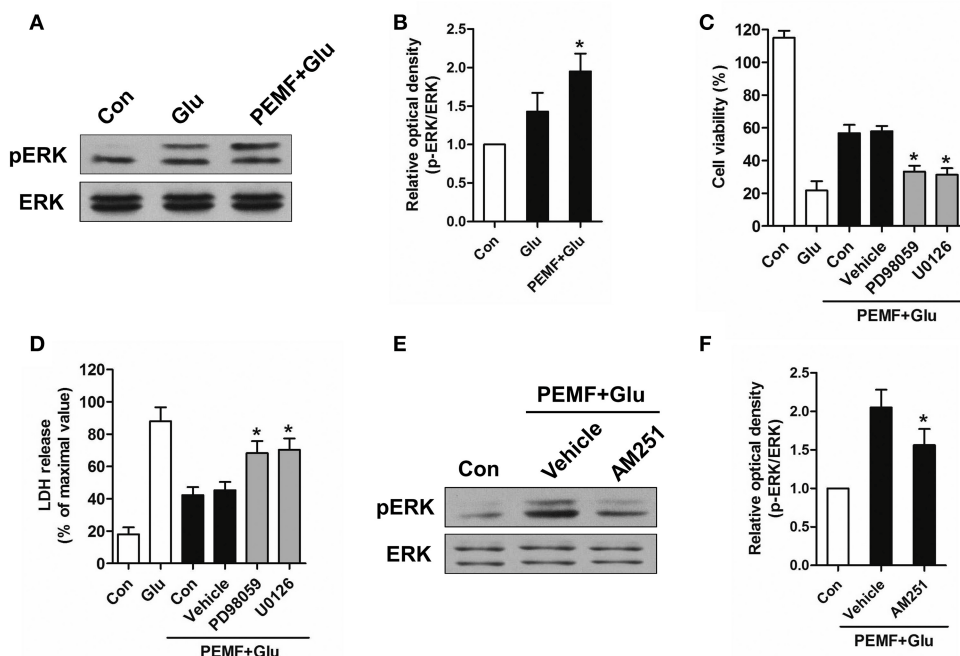 A
Con
Glu
PEMF+Glu
pERK
ERK
B
Relative optical density
(p-ERK/ERK)
2.5
2.0
1.5
1.0
0.5
0.0
*
Con
Glu
PEMF+Glu
C
Cell viability (%)
120
100
80
60
40
20
0
* *
Con
Glu
Con
Vehicle
PD98059
U0126
PEMF+Glu
D
LDH release
(% of maximal value)
120
100
80
60
40
20
0
* *
Con
Glu
Con
Vehicle
PD98059
U0126
PEMF+Glu
E
PEMF+Glu
Con
Vehicle
AM251
pERK
ERK
F
Relative optical density
(p-ERK/ERK)
2.5
2.0
1.5
1.0
0.5
0.0
*
Con
Vehicle
AM251
PEMF+Glu